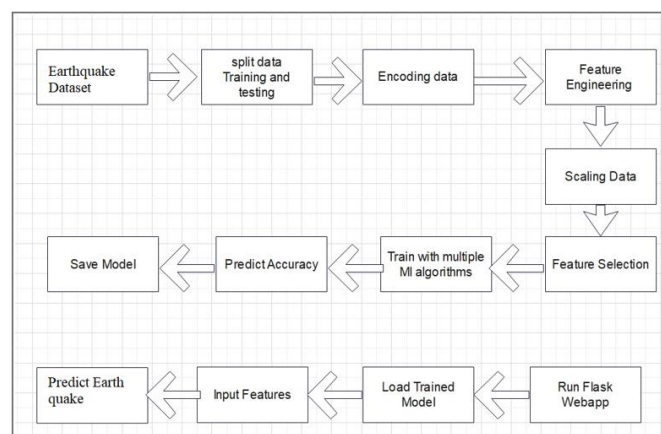 Earthquake
Dataset
split data
Training and
testing
Encoding data
Feature
Engineering
Scaling Data
Feature Selection
Train with multiple
Ml algorithms
Predict Accuracy
Save Model
Run Flask
Webapp
Load Trained
Model
Input Features
Predict Earth
quake